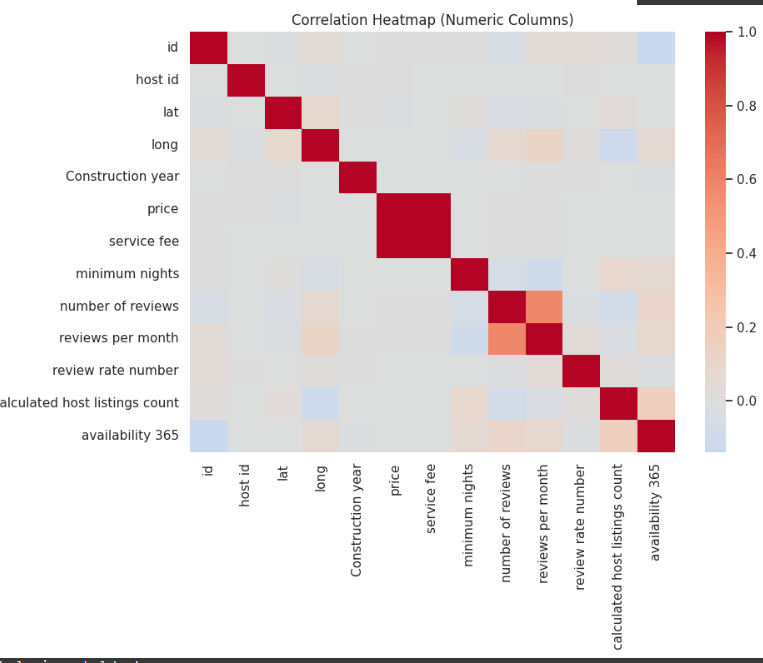 Correlation Heatmap (Numeric Columns)
id
host id
lat
long
Construction year
price
service fee
minimum nights
number of reviews
reviews per month
review rate number
alculated host listings count
availability 365
1.0
0.8
0.6
0.4
0.2
0.0
id
host id
lat
long
Construction year
price
service fee
minimum nights
number of reviews
reviews per month
review rate number
calculated host listings count
availability 365